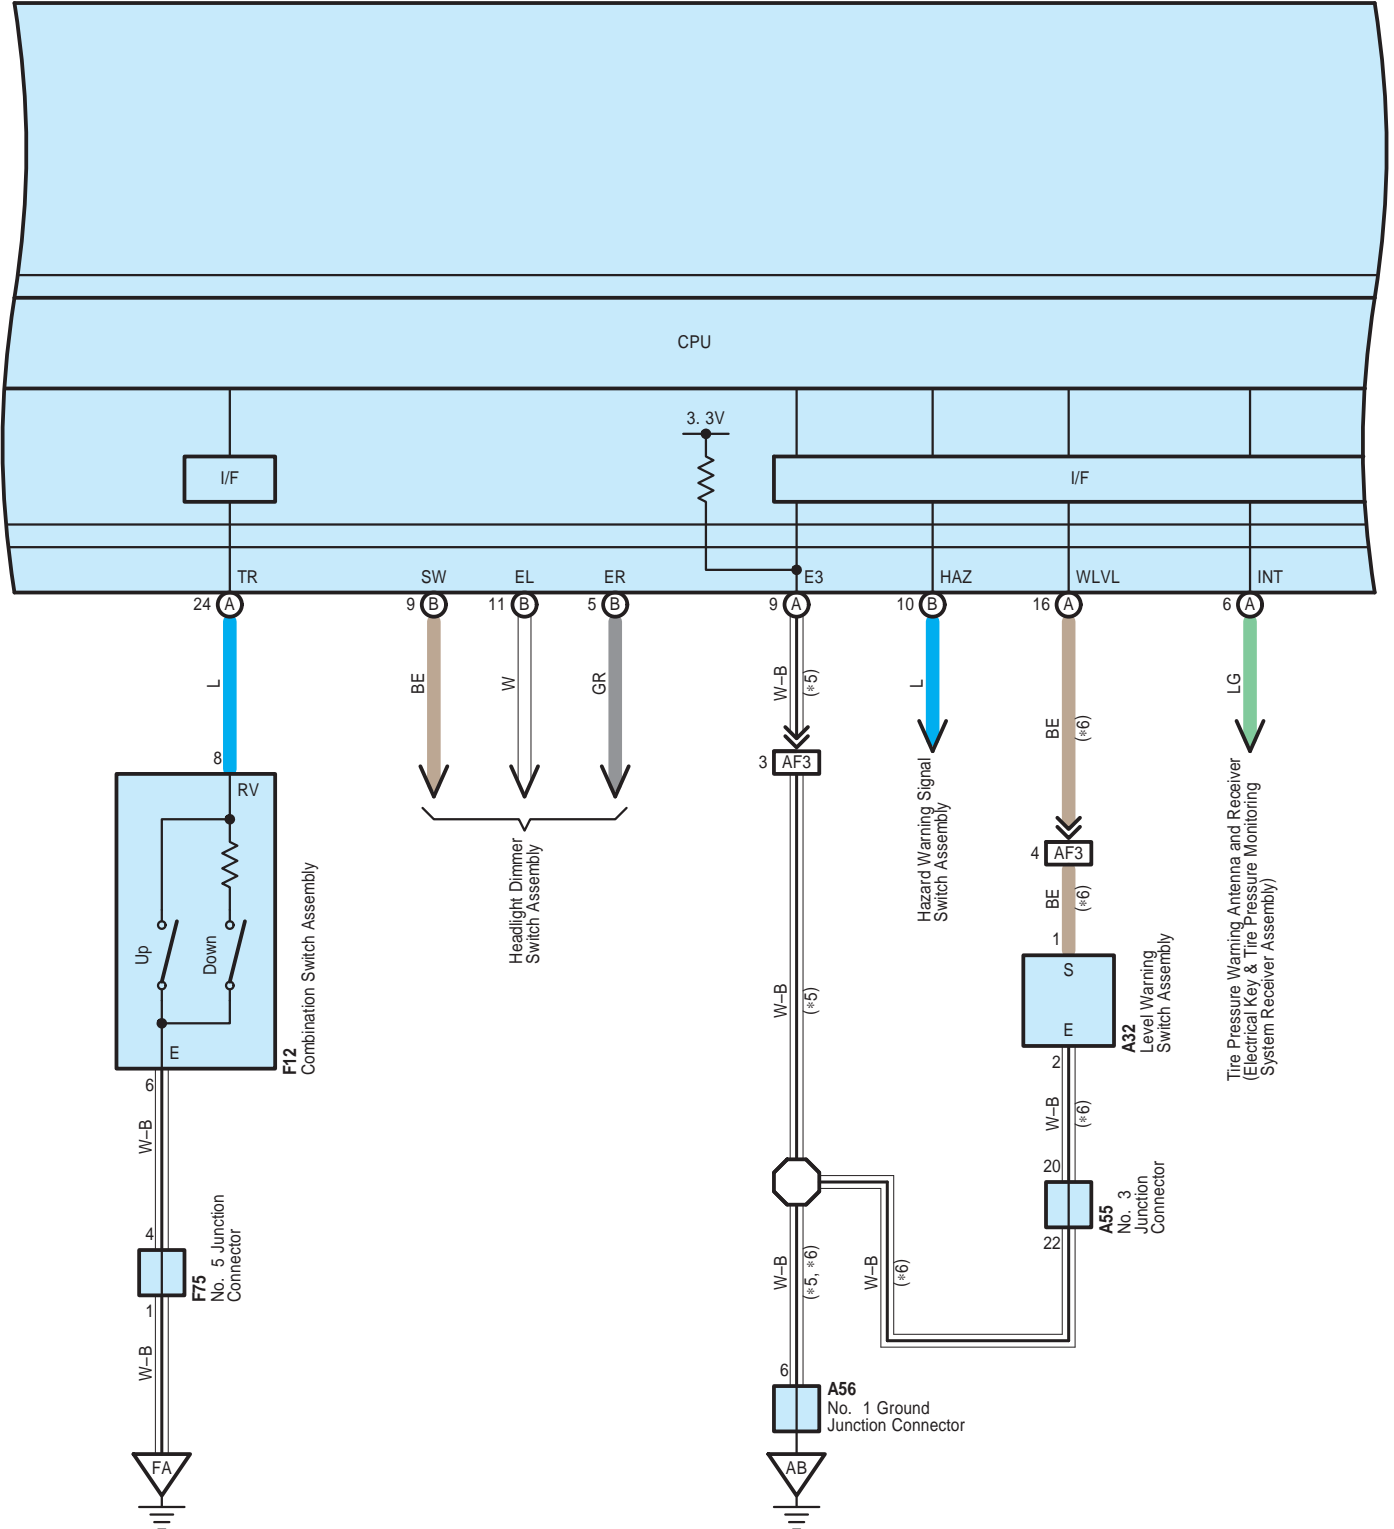 CPU
3. 3V
I/F
I/F
TR
SW
EL
ER
E3
HAZ
WLVL
INT
24 A
9 B
11 B
5 B
9 A
10 B
16 A
6 A
L
BE
W
GR
W–B
(*5)
L
BE
(*6)
LG
8
RV
Up
Down
E
F12
Combination Switch Assembly
Headlight Dimmer
Switch Assembly
3 AF3
Hazard Warning Signal
Switch Assembly
4 AF3
BE
(*6)
Tire Pressure Warning Antenna and Receiver
(Electrical Key & Tire Pressure Monitoring
System Receiver Assembly)
1
S
E
A32
Level Warning
Switch Assembly
2
W–B
(*5)
W–B
(*6)
6
W–B
4
F75
No. 5 Junction
Connector
1
W–B
20
A55
No. 3
Junction
Connector
22
W–B
(*5, *6)
W–B
(*6)
6
A56
No. 1 Ground
Junction Connector
FA
AB